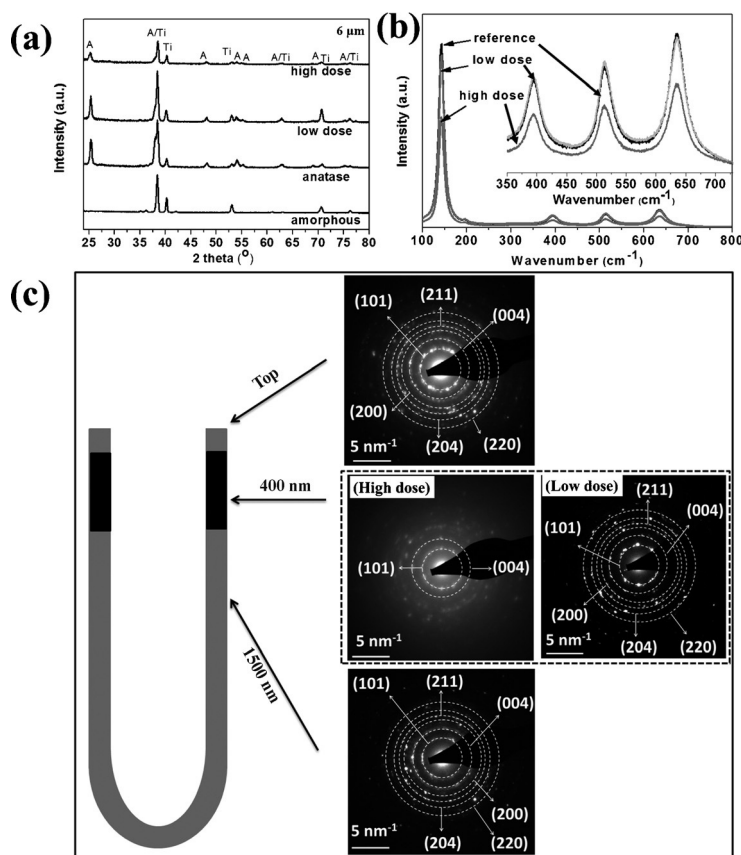 (a)
6 μm
A
A/Ti
Ti
A
Ti
A
A
A/Ti
A
Ti
A/Ti
high dose
low dose
anatase
amorphous
Intensity (a.u.)
25 30 35 40 45 50 55 60 65 70 75 80
2 theta (o)
(b)
reference
low dose
high dose
Intensity (a.u.)
350 400 450 500 550 600 650 700
Wavenumber (cm-1)
100 200 300 400 500 600 700 800
Wavenumber (cm-1)
(c)
Top
400 nm
1500 nm
(211)
(101)
(004)
(200)
(204)
(220)
5 nm-1
(High dose)
(101)
(004)
5 nm-1
(Low dose)
(211)
(004)
(101)
(200)
(204)
(220)
5 nm-1
(211)
(101)
(004)
(200)
(204)
(220)
5 nm-1